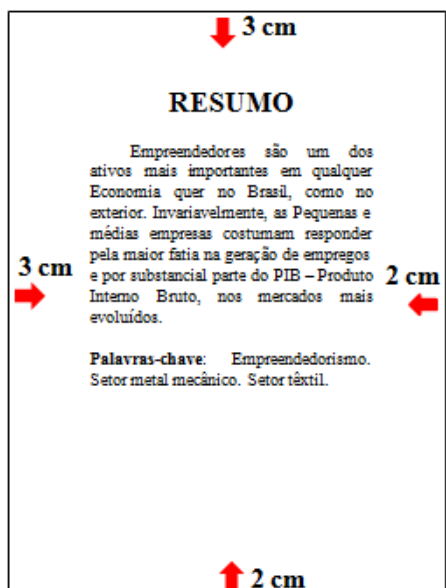 3 cm
RESUMO
Empreendedores são um dos
ativos mais importantes em qualquer
Economia quer no Brasil, como no
exterior. Invariavelmente, as Pequenas e
médias empresas costumam responder
pela maior fatia na geração de empregos
e por substancial parte do PIB – Produto
Interno Bruto, nos mercados mais
evoluídos.
3 cm
2 cm
Palavras-chave: Empreendedorismo.
Setor metal mecânico. Setor têxtil.
2 cm